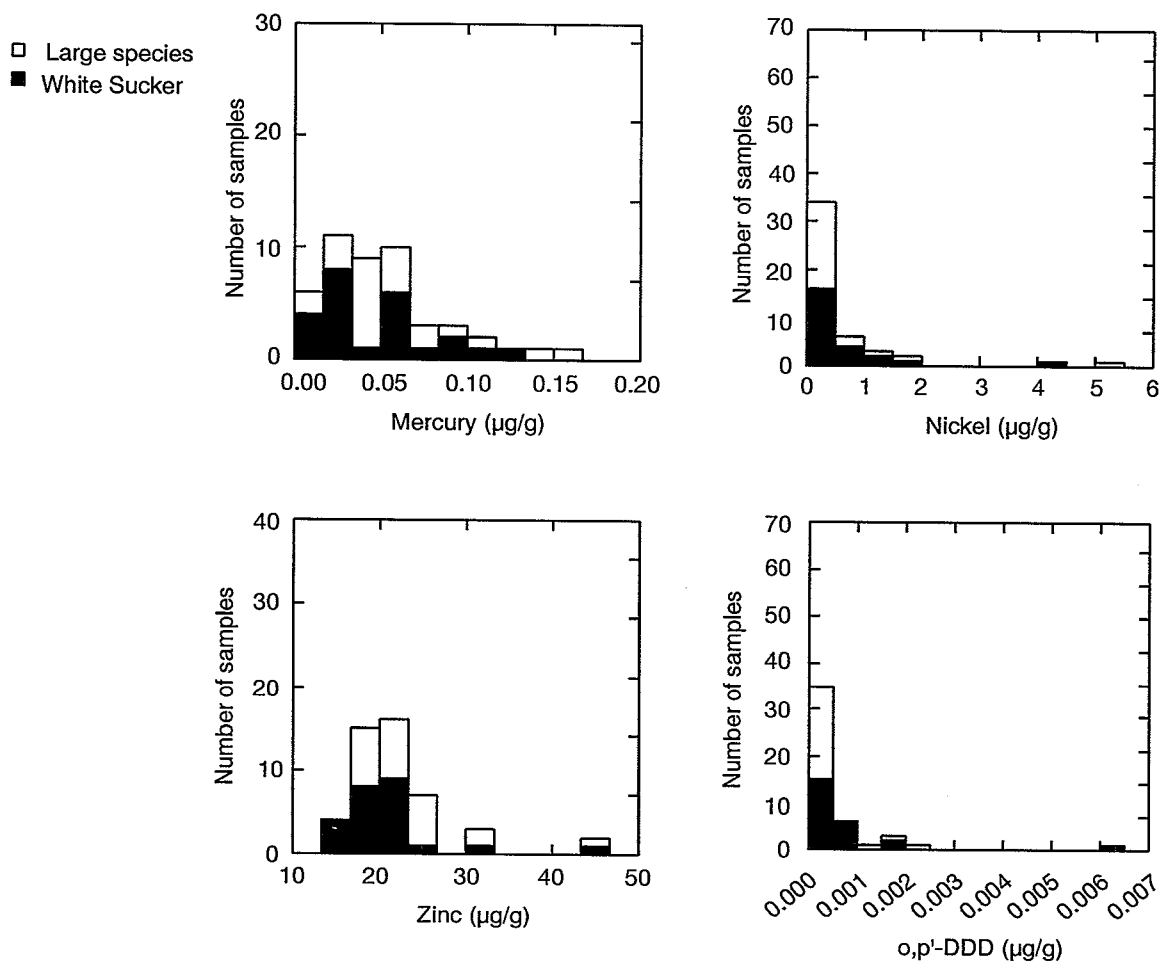 Large species
White Sucker
Number of samples
30
20
10
0
0.00 0.05 0.10 0.15 0.20
Mercury (µg/g)
Number of samples
70
60
50
40
30
20
10
0
0 1 2 3 4 5 6
Nickel (µg/g)
Number of samples
40
30
20
10
0
10 20 30 40 50
Zinc (µg/g)
Number of samples
70
60
50
40
30
20
10
0
0.000 0.001 0.002 0.003 0.004 0.005 0.006 0.007
o,p'-DDD (µg/g)